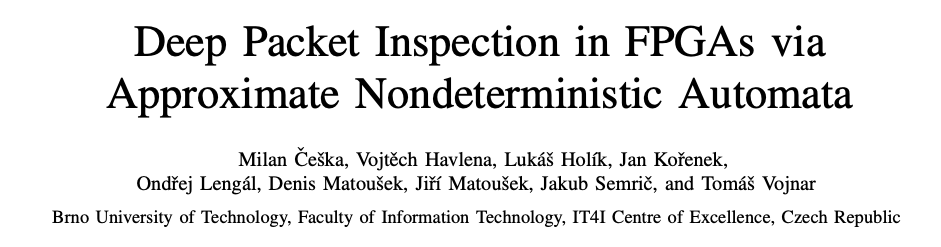 Deep Packet Inspection in FPGAs via
Approximate Nondeterministic Automata
Milan Češka, Vojtěch Havlena, Lukáš Holík, Jan Kořenek,
Ondřej Lengál, Denis Matoušek, Jiří Matoušek, Jakub Semrič, and Tomáš Vojnar
Brno University of Technology, Faculty of Information Technology, IT4I Centre of Excellence, Czech Republic